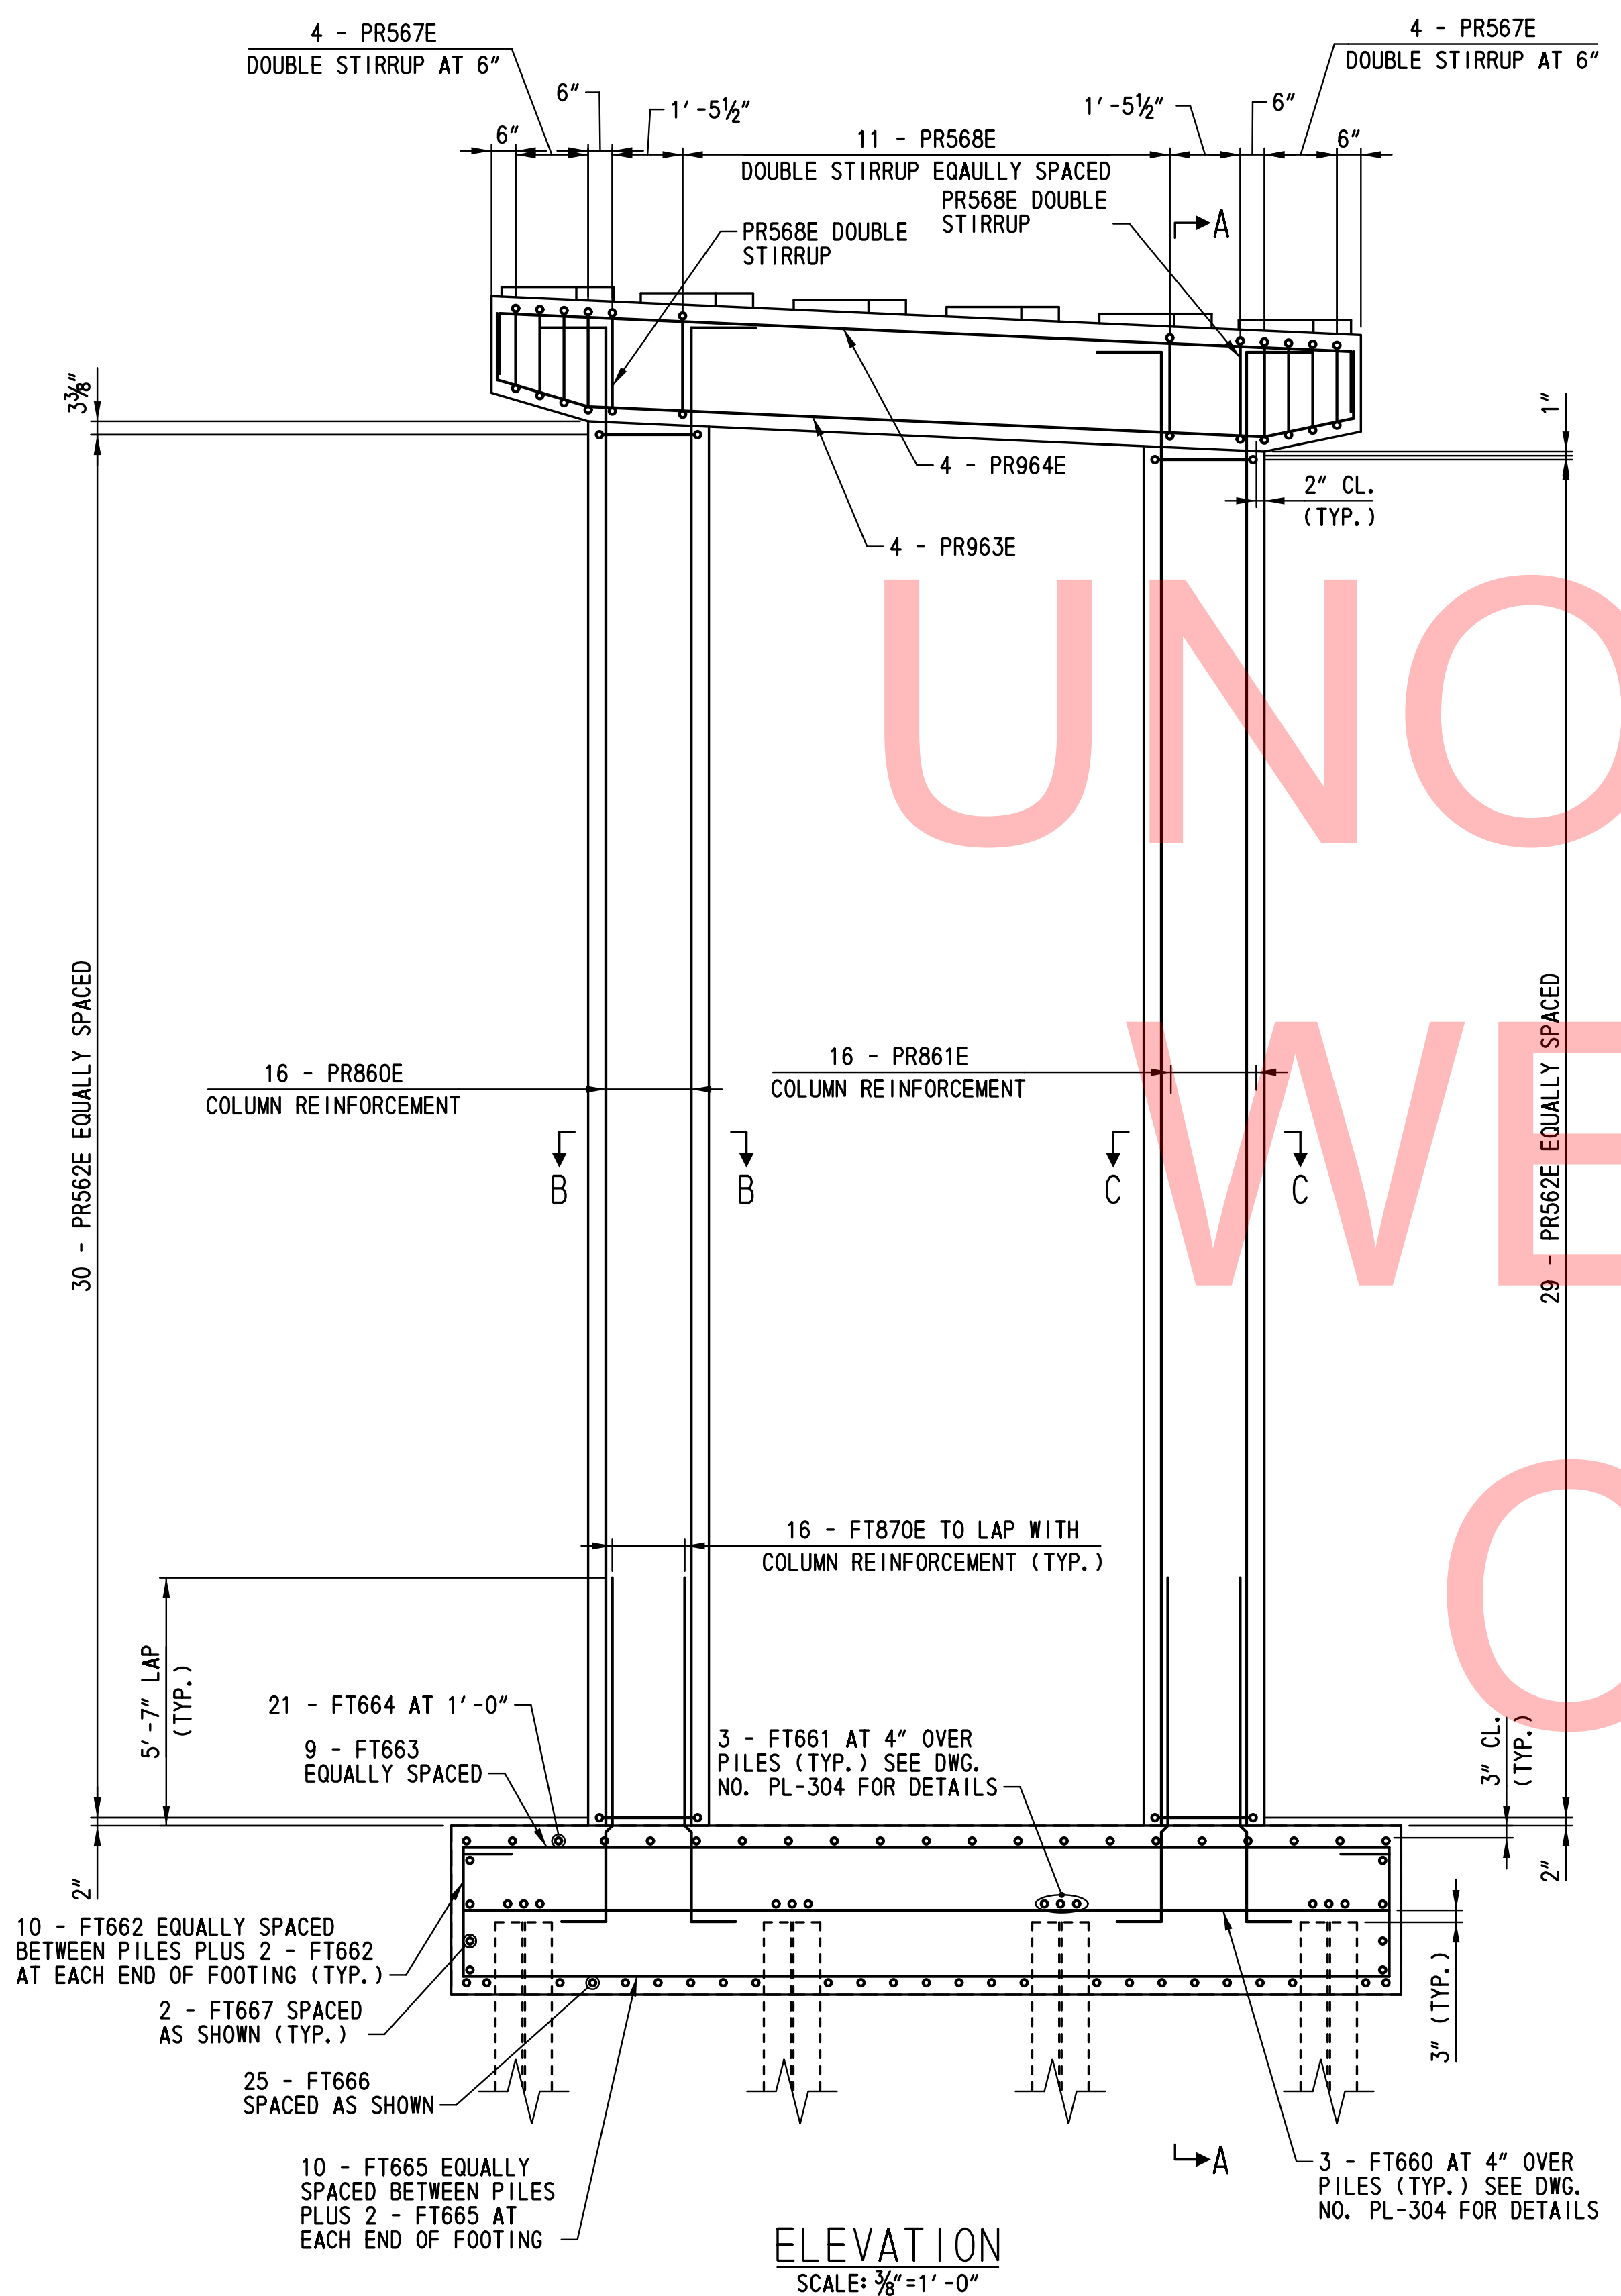 4 - PR567E
DOUBLE STIRRUP AT 6"
4 - PR567E
DOUBLE STIRRUP AT 6"
6"
1'-5½"
1'-5½"
6"
6"
11 - PR568E
6"
DOUBLE STIRRUP EQAULLY SPACED
PR568E DOUBLE
STIRRUP
A
PR568E DOUBLE
STIRRUP
3⅜"
1"
4 - PR964E
2" CL.
(TYP.)
4 - PR963E
UNO
30 - PR562E EQUALLY SPACED
29 - PR562E EQUALLY SPACED
WE
16 - PR860E
COLUMN REINFORCEMENT
16 - PR861E
COLUMN REINFORCEMENT
B
B
C
C
16 - FT870E TO LAP WITH
COLUMN REINFORCEMENT (TYP.)
5'-7" LAP
(TYP.)
21 - FT664 AT 1'-0"
9 - FT663
EQUALLY SPACED
3 - FT661 AT 4" OVER
PILES (TYP.) SEE DWG.
NO. PL-304 FOR DETAILS
3" CL.
(TYP.)
2"
2"
10 - FT662 EQUALLY SPACED
BETWEEN PILES PLUS 2 - FT662
AT EACH END OF FOOTING (TYP.)
2 - FT667 SPACED
AS SHOWN (TYP.)
3" (TYP.)
25 - FT666
SPACED AS SHOWN
10 - FT665 EQUALLY
SPACED BETWEEN PILES
PLUS 2 - FT665 AT
EACH END OF FOOTING
A
3 - FT660 AT 4" OVER
PILES (TYP.) SEE DWG.
NO. PL-304 FOR DETAILS
ELEVATION
SCALE: ⅜"=1'-0"